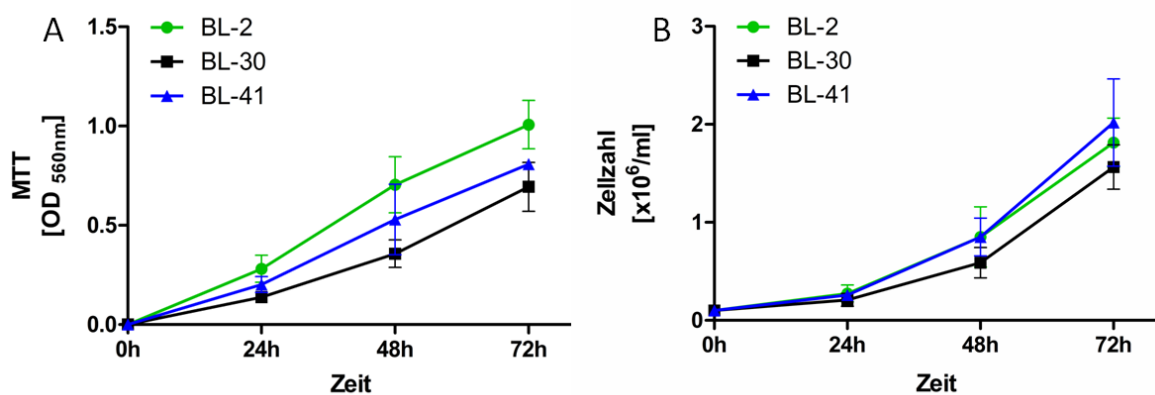 A
BL-2
BL-30
BL-41
MTT
[OD 560nm]
1.5
1.0
0.5
0.0
0h
24h
48h
72h
Zeit
B
BL-2
BL-30
BL-41
Zellzahl
[x10⁶/ml]
3
2
1
0
0h
24h
48h
72h
Zeit